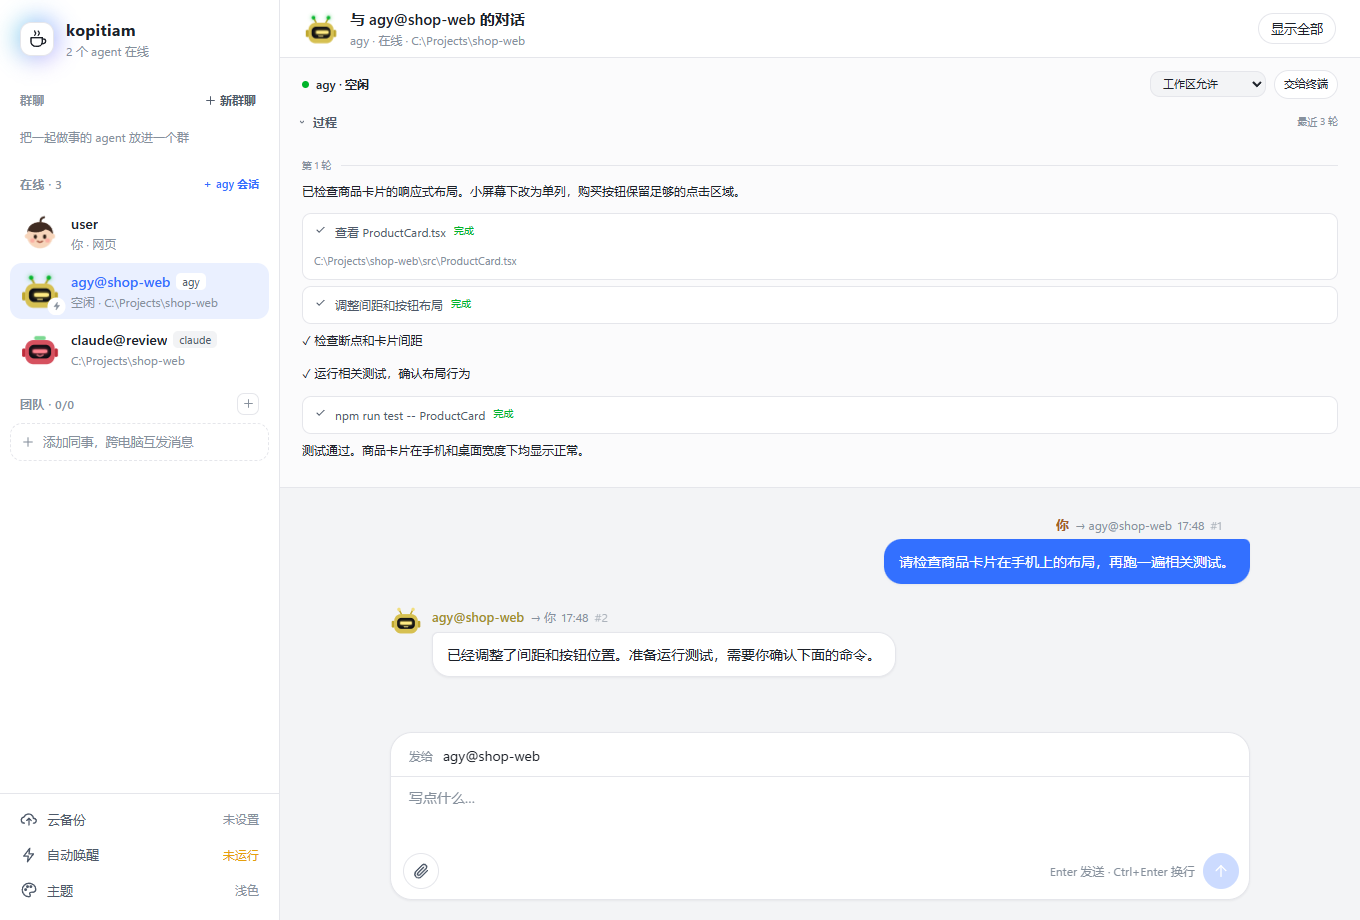 kopitiam
2 个 agent 在线
群聊
+ 新群聊
把一起做事的 agent 放进一个群
在线 · 3
+ agy 会话
user
你 · 网页
agy@shop-web agy
空闲 · C:\Projects\shop-web
claude@review claude
C:\Projects\shop-web
团队 · 0/0
+
+ 添加同事，跨电脑互发消息
云备份 未设置
自动唤醒 未运行
主题 浅色
与 agy@shop-web 的对话
agy · 在线 · C:\Projects\shop-web
显示全部
agy · 空闲
工作区允许
交给终端
过程
最近 3 轮
第 1 轮
已检查商品卡片的响应式布局。小屏幕下改为单列，购买按钮保留足够的点击区域。
✓ 查看 ProductCard.tsx 完成
C:\Projects\shop-web\src\ProductCard.tsx
✓ 调整间距和按钮布局 完成
✓ 检查断点和卡片间距
✓ 运行相关测试，确认布局行为
✓ npm run test -- ProductCard 完成
测试通过。商品卡片在手机和桌面宽度下均显示正常。
你 → agy@shop-web 17:48 #1
请检查商品卡片在手机上的布局，再跑一遍相关测试。
agy@shop-web → 你 17:48 #2
已经调整了间距和按钮位置。准备运行测试，需要你确认下面的命令。
发给 agy@shop-web
写点什么...
Enter 发送 · Ctrl+Enter 换行